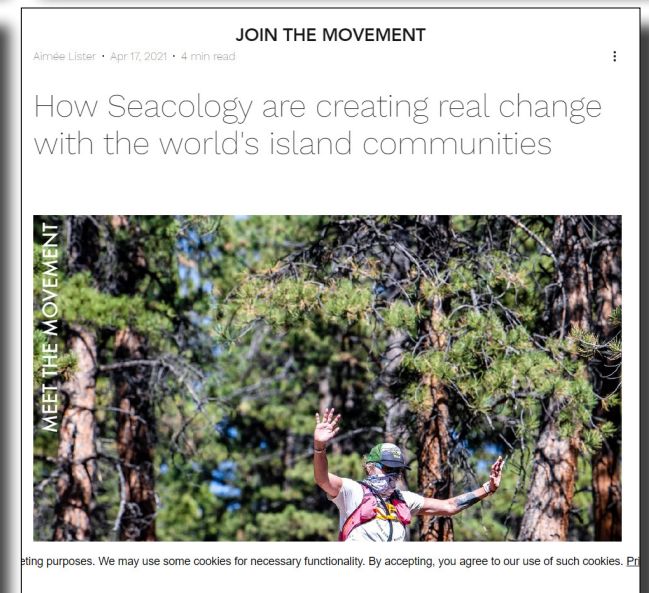 JOIN THE MOVEMENT
Aimée Lister · Apr 17, 2021 · 4 min read
How Seacology are creating real change
with the world's island communities
MEET THE MOVEMENT
eting purposes. We may use some cookies for necessary functionality. By accepting, you agree to our use of such cookies. Pri